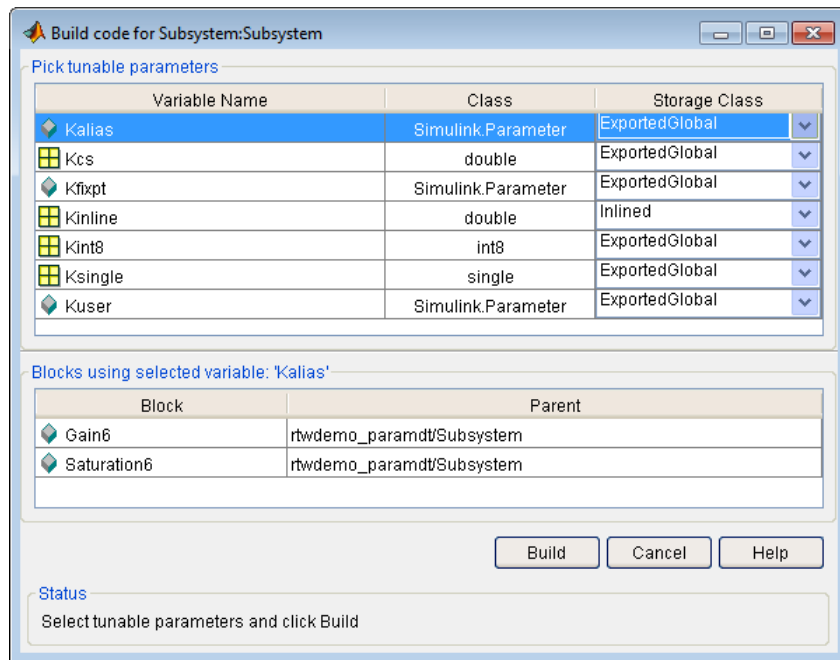 Build code for Subsystem:Subsystem
Pick tunable parameters
Variable Name Class Storage Class
Kalias Simulink.Parameter ExportedGlobal
Kcs double ExportedGlobal
Kfixpt Simulink.Parameter ExportedGlobal
Kinline double Inlined
Kint8 int8 ExportedGlobal
Ksingle single ExportedGlobal
Kuser Simulink.Parameter ExportedGlobal
Blocks using selected variable: 'Kalias'
Block Parent
Gain6 rtwdemo_paramdt/Subsystem
Saturation6 rtwdemo_paramdt/Subsystem
Build Cancel Help
Status
Select tunable parameters and click Build